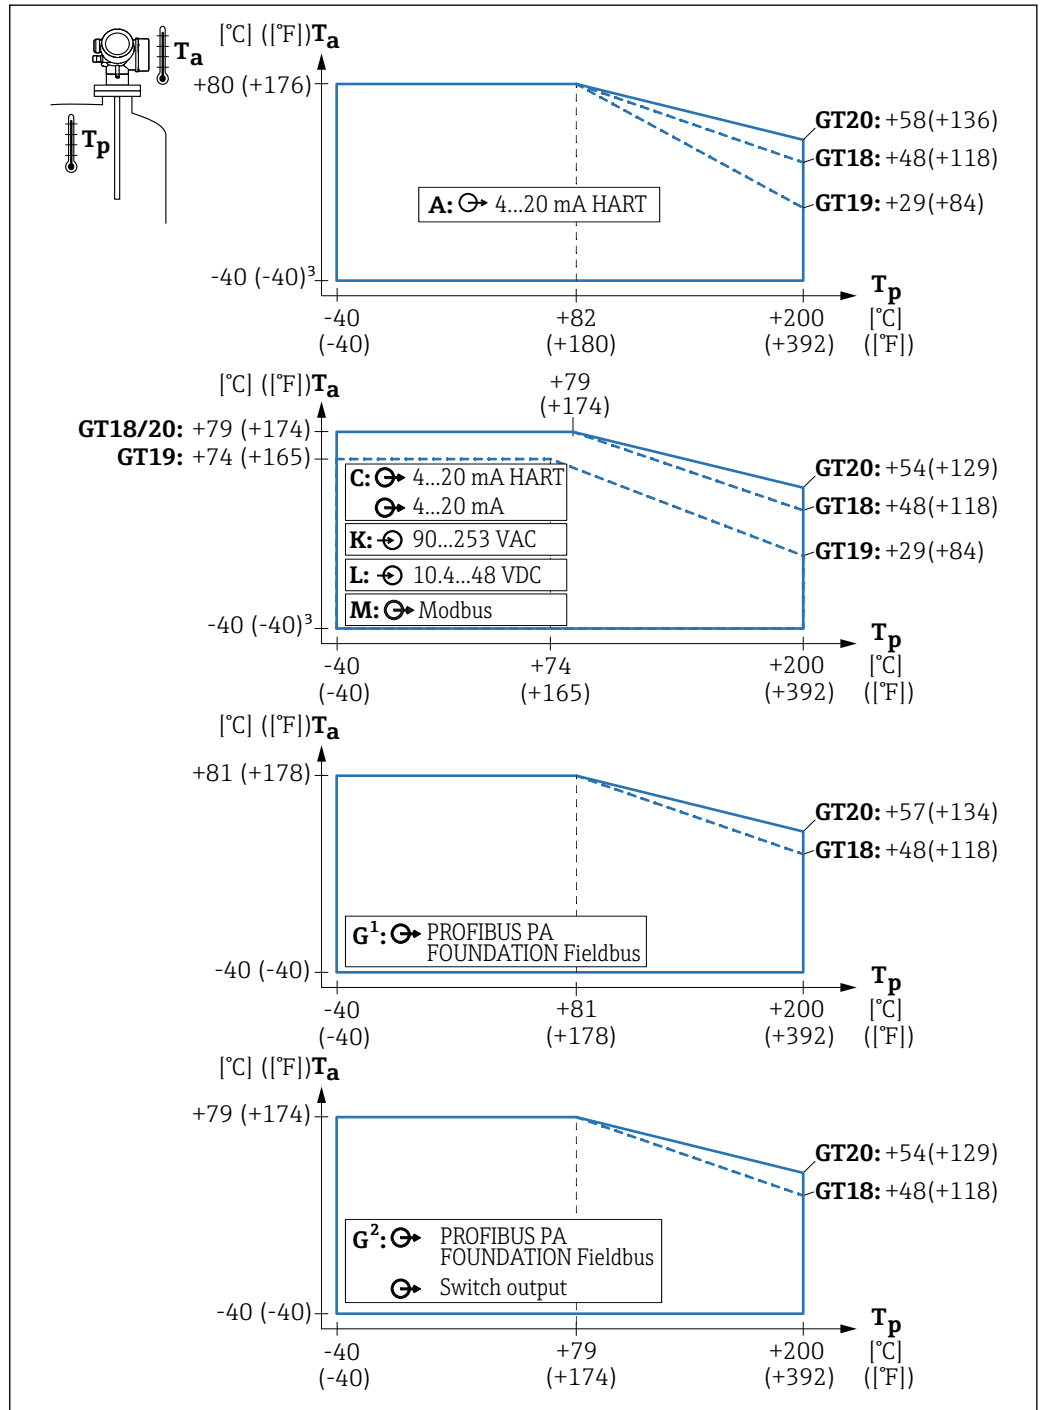 [°C] ([°F])Ta
Ta
+80 (+176)
Tp
GT20: +58(+136)
GT18: +48(+118)
A: 4...20 mA HART
GT19: +29(+84)
-40 (-40)³
Tp
-40 +82 +200 [°C]
(-40) (+180) (+392) ([°F])
[°C] ([°F])Ta +79
(+174)
GT18/20: +79 (+174)
GT19: +74 (+165)
C: 4...20 mA HART
4...20 mA
K: 90...253 VAC
L: 10.4...48 VDC
M: Modbus
GT20: +54(+129)
GT18: +48(+118)
GT19: +29(+84)
-40 (-40)³
Tp
-40 +74 +200 [°C]
(-40) (+165) (+392) ([°F])
[°C] ([°F])Ta
+81 (+178)
GT20: +57(+134)
GT18: +48(+118)
G¹: PROFIBUS PA
FOUNDATION Fieldbus
-40 (-40)
Tp
-40 +81 +200 [°C]
(-40) (+178) (+392) ([°F])
[°C] ([°F])Ta
+79 (+174)
GT20: +54(+129)
GT18: +48(+118)
G²: PROFIBUS PA
FOUNDATION Fieldbus
Switch output
-40 (-40)
Tp
-40 +79 +200 [°C]
(-40) (+174) (+392) ([°F])